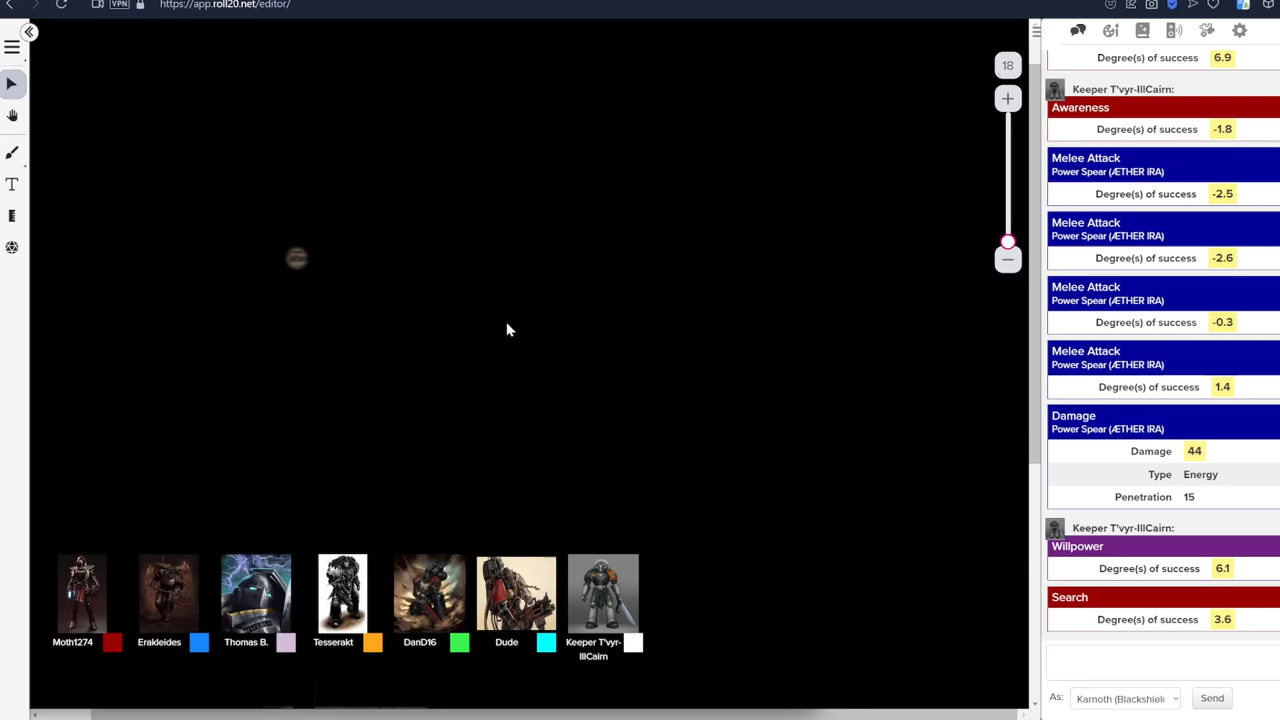 VPN
https://app.roll20.net/editor/
18
Degree(s) of success 6.9
Keeper T'vyr-IllCairn:
Awareness
Degree(s) of success -1.8
Melee Attack
Power Spear (ÆTHER IRA)
Degree(s) of success -2.5
Melee Attack
Power Spear (ÆTHER IRA)
Degree(s) of success -2.6
Melee Attack
Power Spear (ÆTHER IRA)
Degree(s) of success -0.3
Melee Attack
Power Spear (ÆTHER IRA)
Degree(s) of success 1.4
Damage
Power Spear (ÆTHER IRA)
Damage 44
Type Energy
Penetration 15
Keeper T'vyr-IllCairn:
Willpower
Degree(s) of success 6.1
Search
Degree(s) of success 3.6
Moth1274
Erakleides
Thomas B.
Tesserakt
DanD16
Dude
Keeper T'vyr-
IllCairn
As: Karnoth (Blackshield
Send